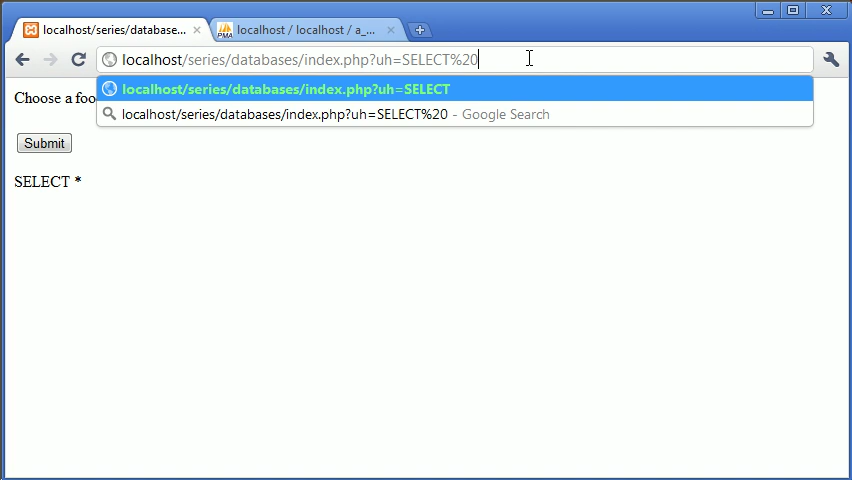 localhost/series/database...
PMA
localhost / localhost / a_...
localhost/series/databases/index.php?uh=SELECT%20
localhost/series/databases/index.php?uh=SELECT
localhost/series/databases/index.php?uh=SELECT%20 - Google Search
Choose a foo
Submit
SELECT *